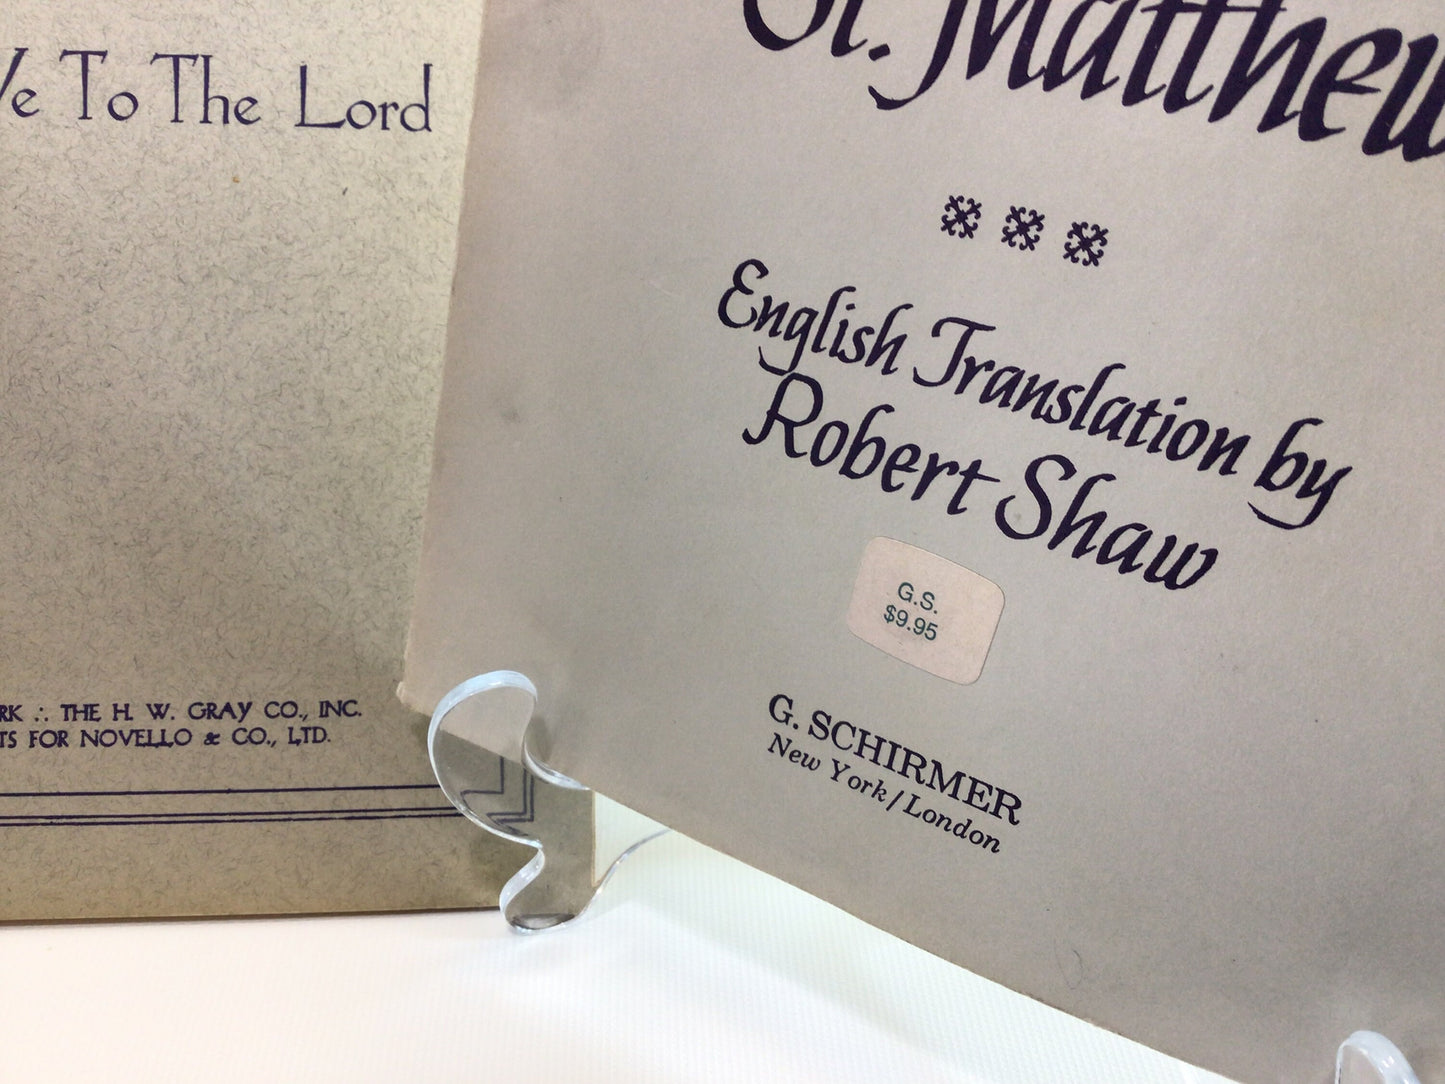 Ye To The Lord
THE H. W. GRAY CO., INC.
FOR NOVELLO & CO., LTD.
St. Matthew
English Translation by
Robert Shaw
G.S.
$9.95
G. SCHIRMER
New York/London